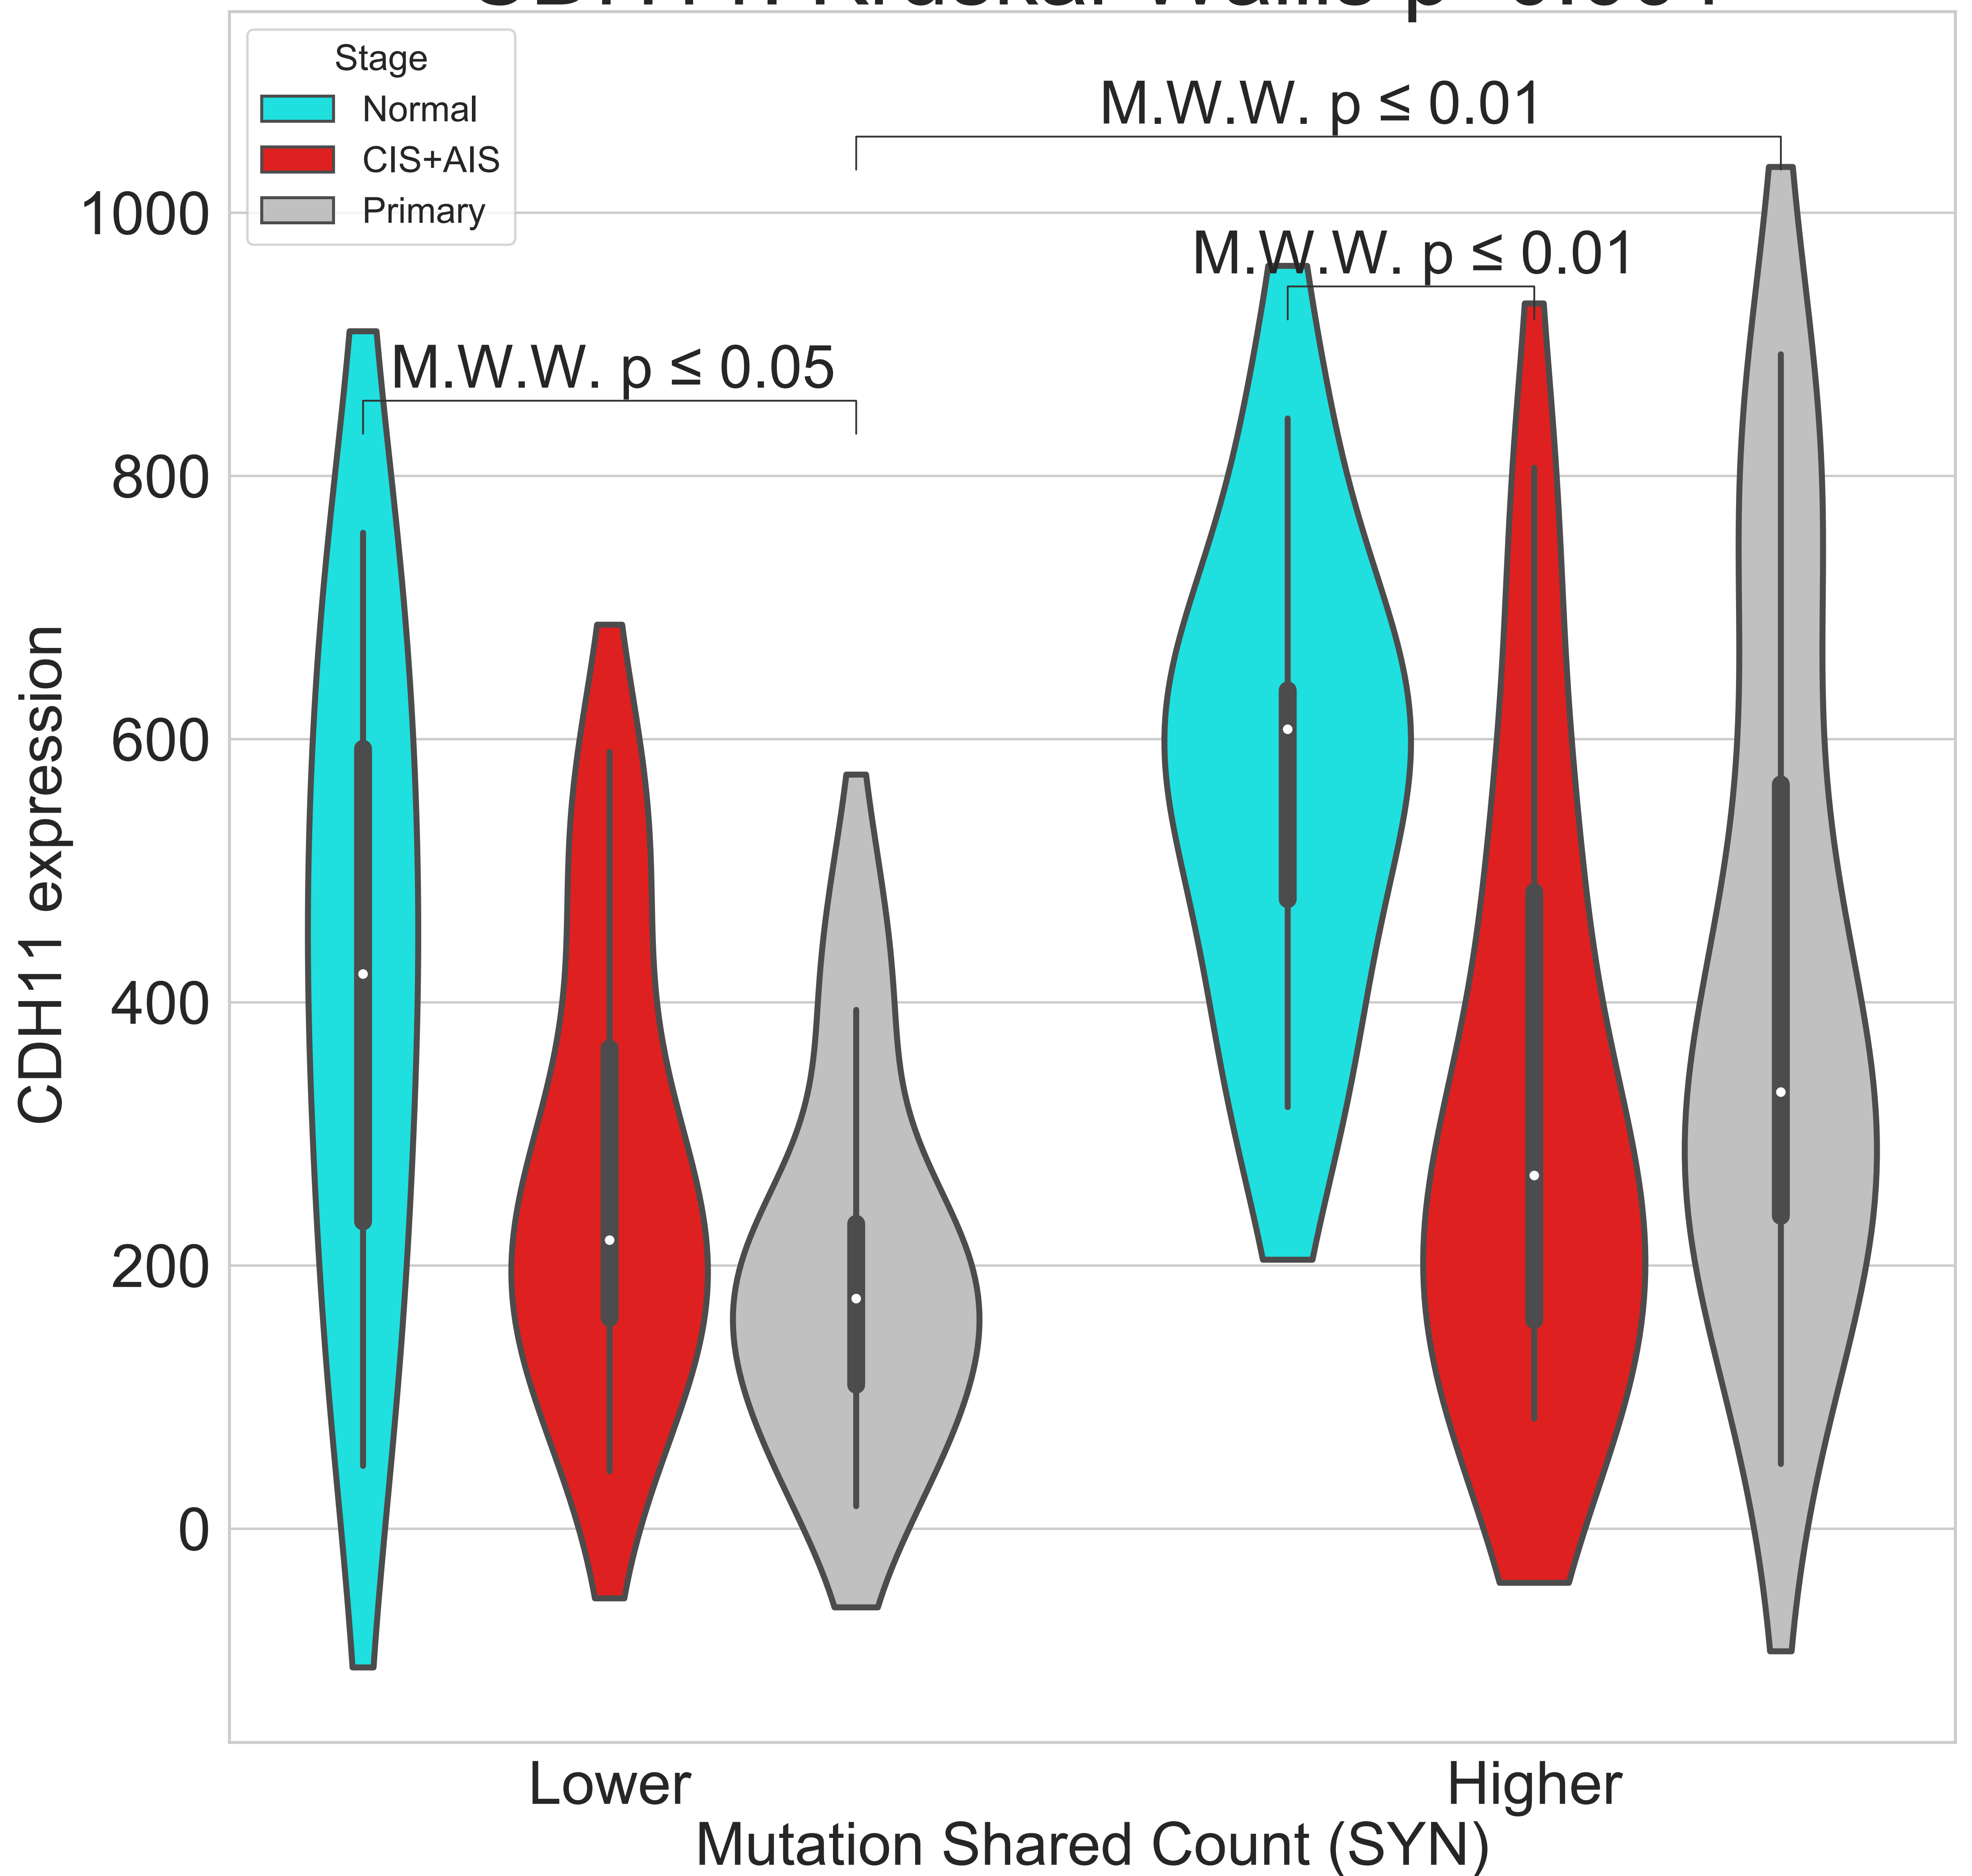 Stage
Normal
CIS+AIS
Primary
M.W.W. p ≤ 0.01
M.W.W. p ≤ 0.01
M.W.W. p ≤ 0.05
1000
800
600
400
200
0
CDH11 expression
Lower
Higher
Mutation Shared Count (SYN)